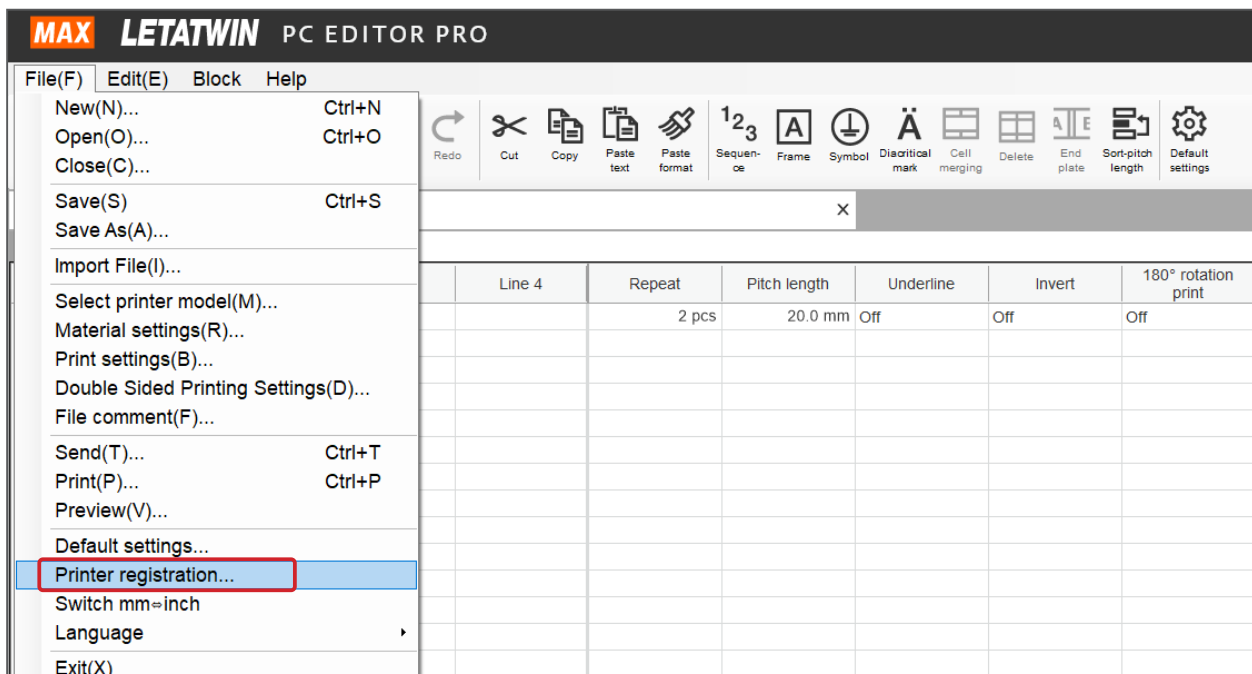 MAX LETATWIN PC EDITOR PRO
File(F) Edit(E) Block Help
New(N)... Ctrl+N
Open(O)... Ctrl+O
Close(C)...
Save(S) Ctrl+S
Save As(A)...
Import File(I)...
Select printer model(M)...
Material settings(R)...
Print settings(B)...
Double Sided Printing Settings(D)...
File comment(F)...
Send(T)... Ctrl+T
Print(P)... Ctrl+P
Preview(V)...
Default settings...
Printer registration...
Switch mm⇔inch
Language
Exit(X)
Redo
Cut
Copy
Paste
text
Paste
format
123
Sequen-
ce
A
Frame
Symbol
Ä
Diacritical
mark
Cell
merging
Delete
A E
End
plate
Sort-pitch
length
Default
settings
Line 4 Repeat Pitch length Underline Invert 180° rotation
print
2 pcs 20.0 mm Off Off Off